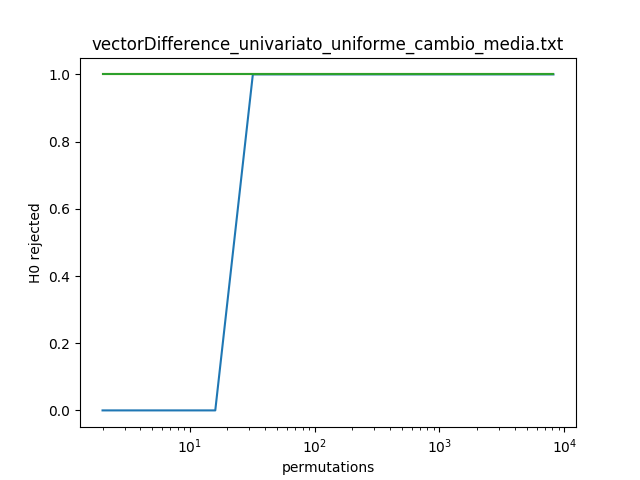 vectorDifference_univariato_uniforme_cambio_media.txt
1.0
0.8
0.6
0.4
0.2
0.0
H0 rejected
10¹ 10² 10³ 10⁴
permutations